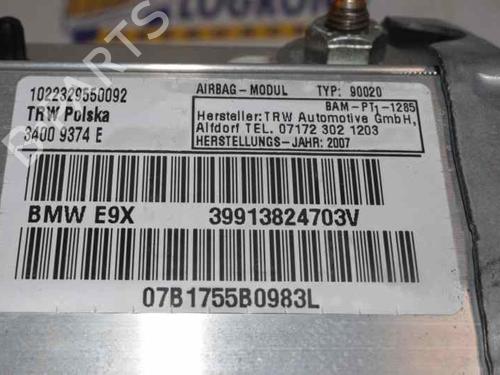 LOGROÑ
B-PARTS
1022329550092
TRW Polska
3400 9374 E
AIRBAG-MODUL TYP: 90020
BAM-PT1-1285
Hersteller:TRW Automotive GmbH,
Alfdorf TEL. 07172 302 1203
HERSTELLUNGS-JAHR: 2007
BMW E9X 39913824703V
07B1755B0983L